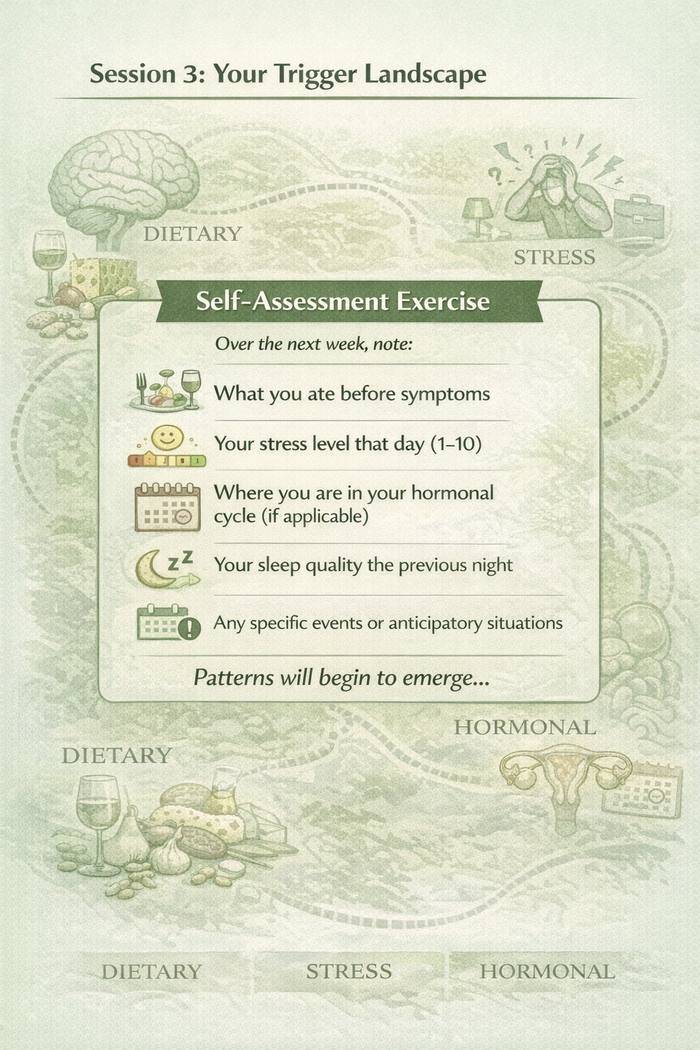 Session 3: Your Trigger Landscape
DIETARY
STRESS
Self-Assessment Exercise
Over the next week, note:
What you ate before symptoms
Your stress level that day (1–10)
Where you are in your hormonal
cycle (if applicable)
Your sleep quality the previous night
Any specific events or anticipatory situations
Patterns will begin to emerge...
HORMONAL
DIETARY
DIETARY
STRESS
HORMONAL